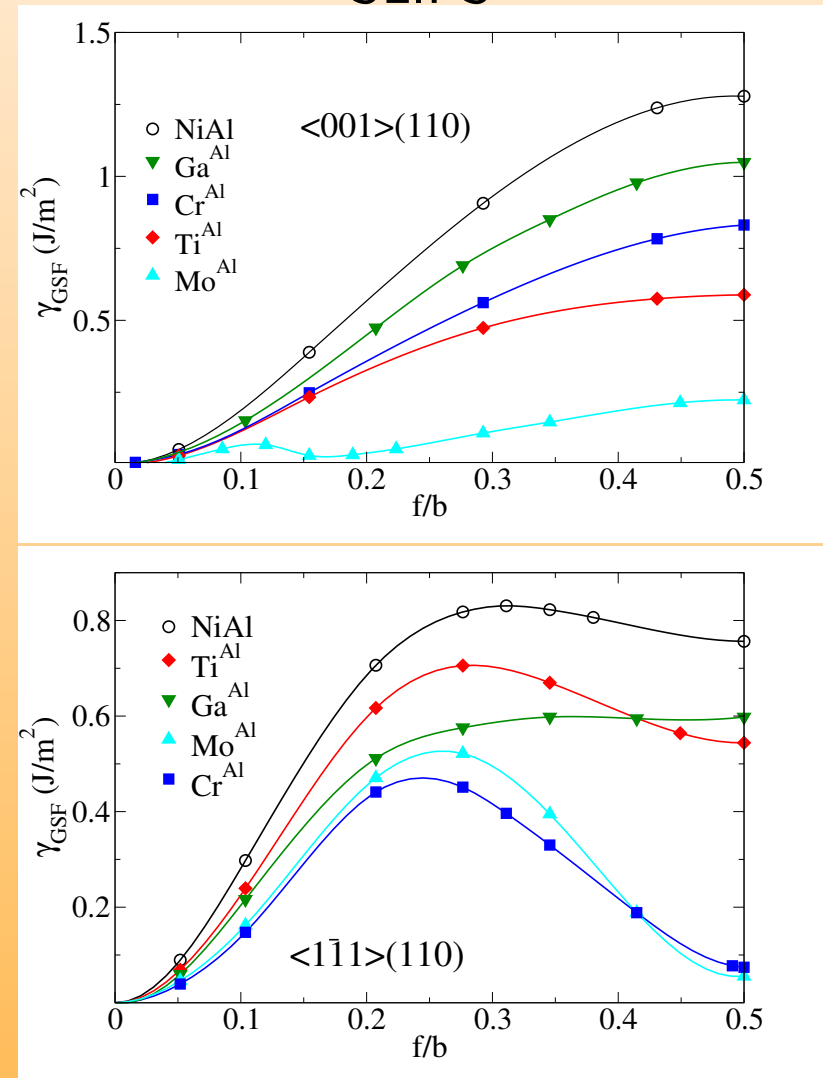 1.5
1
0.5
γGSF (J/m²)
NiAl
Ga^Al
Cr^Al
Ti^Al
Mo^Al
<001>(110)
0 0.1 0.2 0.3 0.4 0.5
f/b
0.8
0.6
0.4
0.2
γGSF (J/m²)
NiAl
Ti^Al
Ga^Al
Mo^Al
Cr^Al
<11̄1>(110)
0 0.1 0.2 0.3 0.4 0.5
f/b